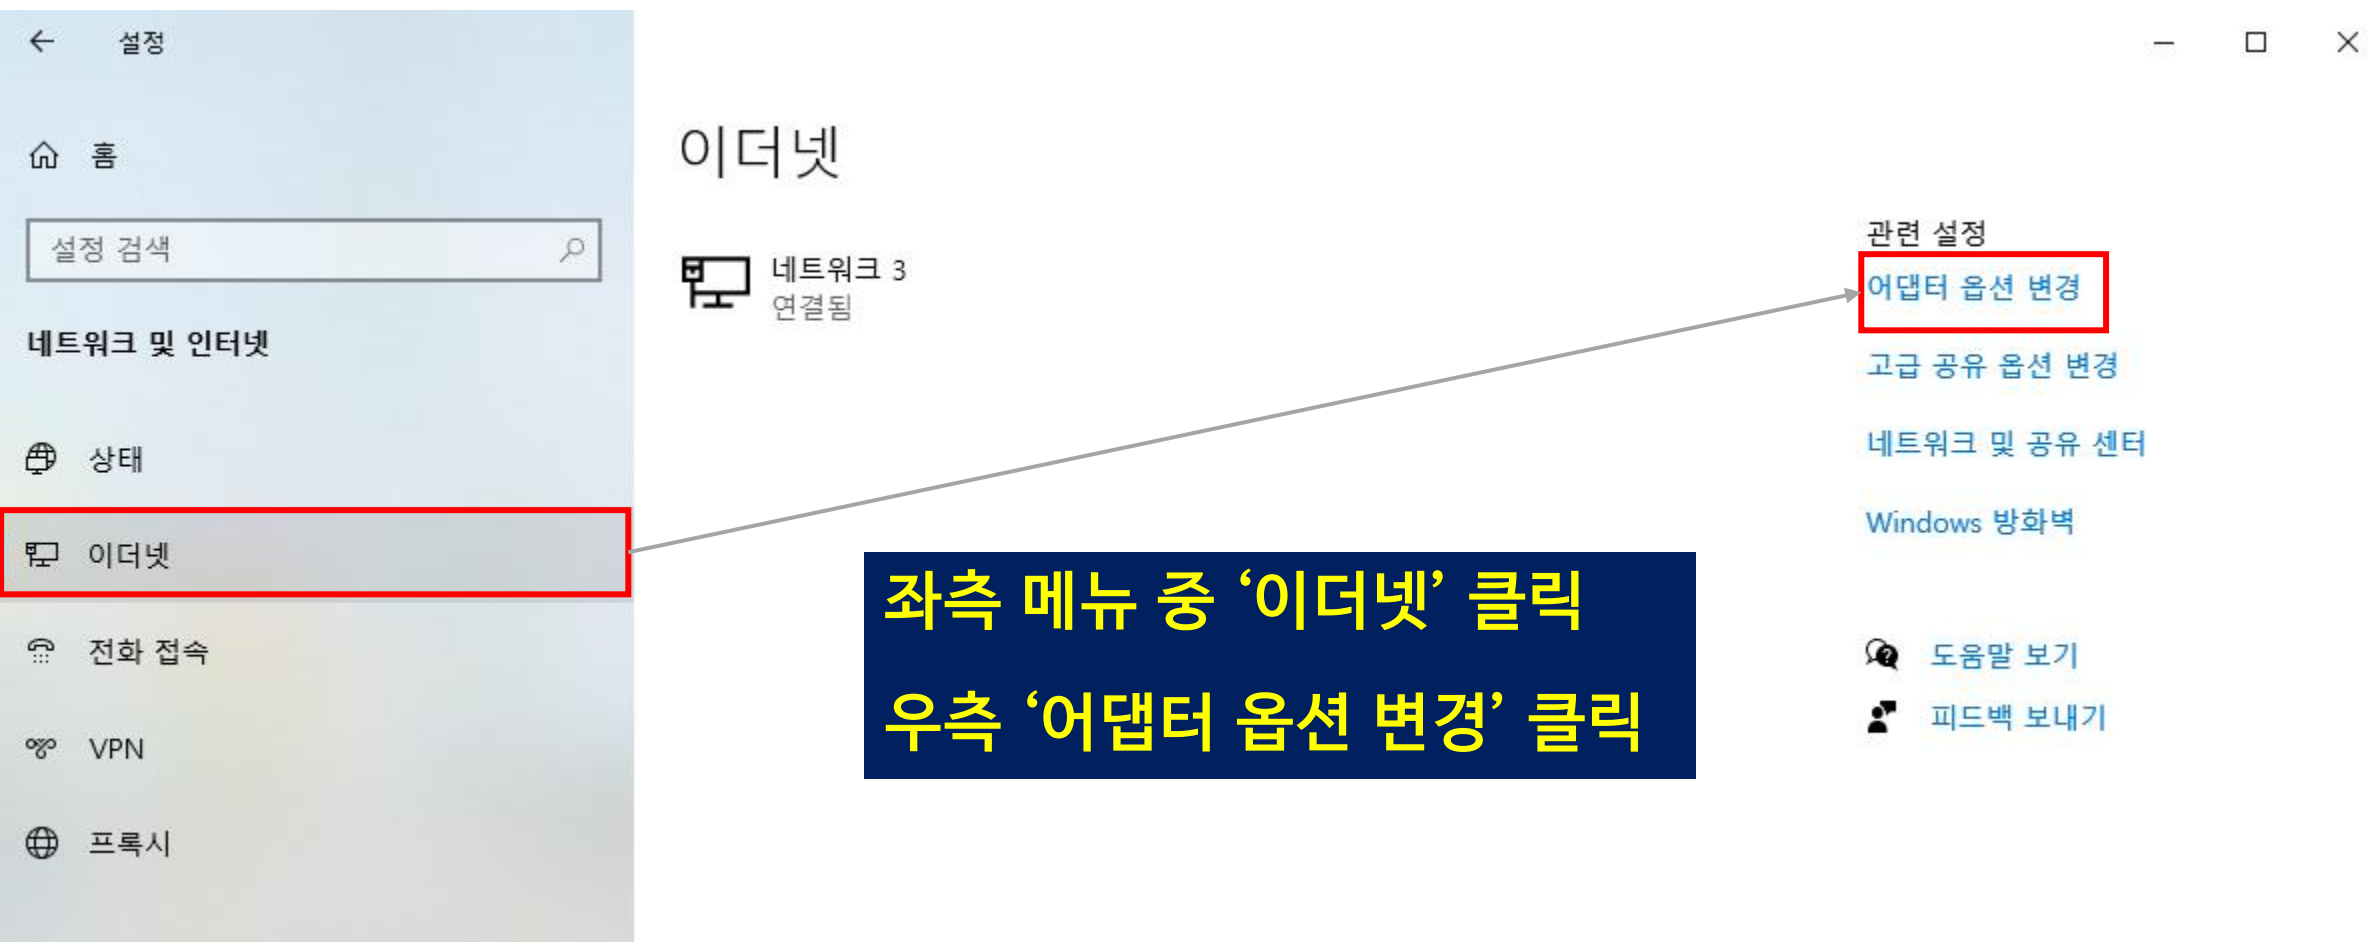 설정
홈
설정 검색
네트워크 및 인터넷
상태
이더넷
전화 접속
VPN
프록시
이더넷
네트워크 3
연결됨
좌측 메뉴 중 ‘이더넷’ 클릭
우측 ‘어댑터 옵션 변경’ 클릭
관련 설정
어댑터 옵션 변경
고급 공유 옵션 변경
네트워크 및 공유 센터
Windows 방화벽
도움말 보기
피드백 보내기